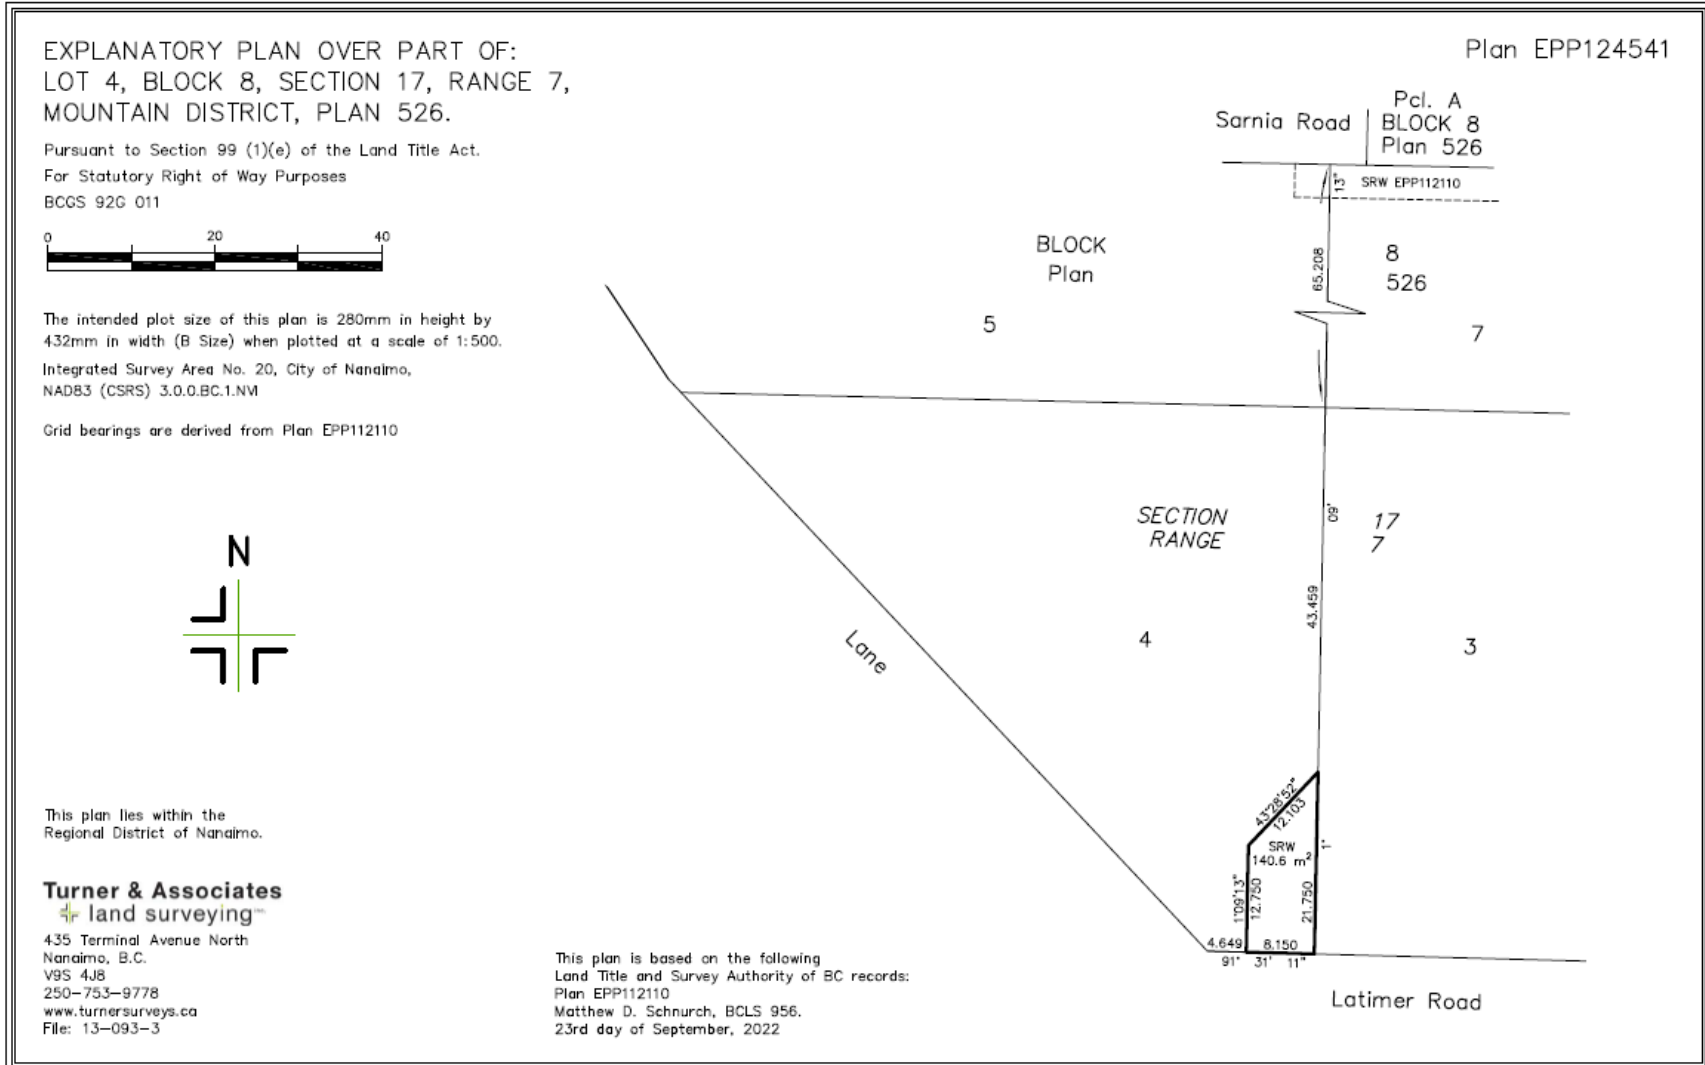 EXPLANATORY PLAN OVER PART OF:
LOT 4, BLOCK 8, SECTION 17, RANGE 7,
MOUNTAIN DISTRICT, PLAN 526.
Pursuant to Section 99 (1)(e) of the Land Title Act.
For Statutory Right of Way Purposes
BCGS 92G 011
0 20 40
The intended plot size of this plan is 280mm in height by
432mm in width (B Size) when plotted at a scale of 1:500.
Integrated Survey Area No. 20, City of Nanaimo,
NAD83 (CSRS) 3.0.0.BC.1.NVI
Grid bearings are derived from Plan EPP112110
N
This plan lies within the
Regional District of Nanaimo.
Turner & Associates
land surveying
435 Terminal Avenue North
Nanaimo, B.C.
V9S 4J8
250-753-9778
www.turnersurveys.ca
File: 13-093-3
This plan is based on the following
Land Title and Survey Authority of BC records:
Plan EPP112110
Matthew D. Schnurch, BCLS 956.
23rd day of September, 2022
Plan EPP124541
Sarnia Road
Pcl. A
BLOCK 8
Plan 526
13"
SRW EPP112110
BLOCK 8
Plan 526
65.208
5
7
SECTION 17
RANGE 7
09'
43.459
4
3
Lane
43°28'52"
12.103
SRW
140.6 m²
1°
1°09'13"
12.750
21.750
4.649
8.150
91° 31' 11"
Latimer Road